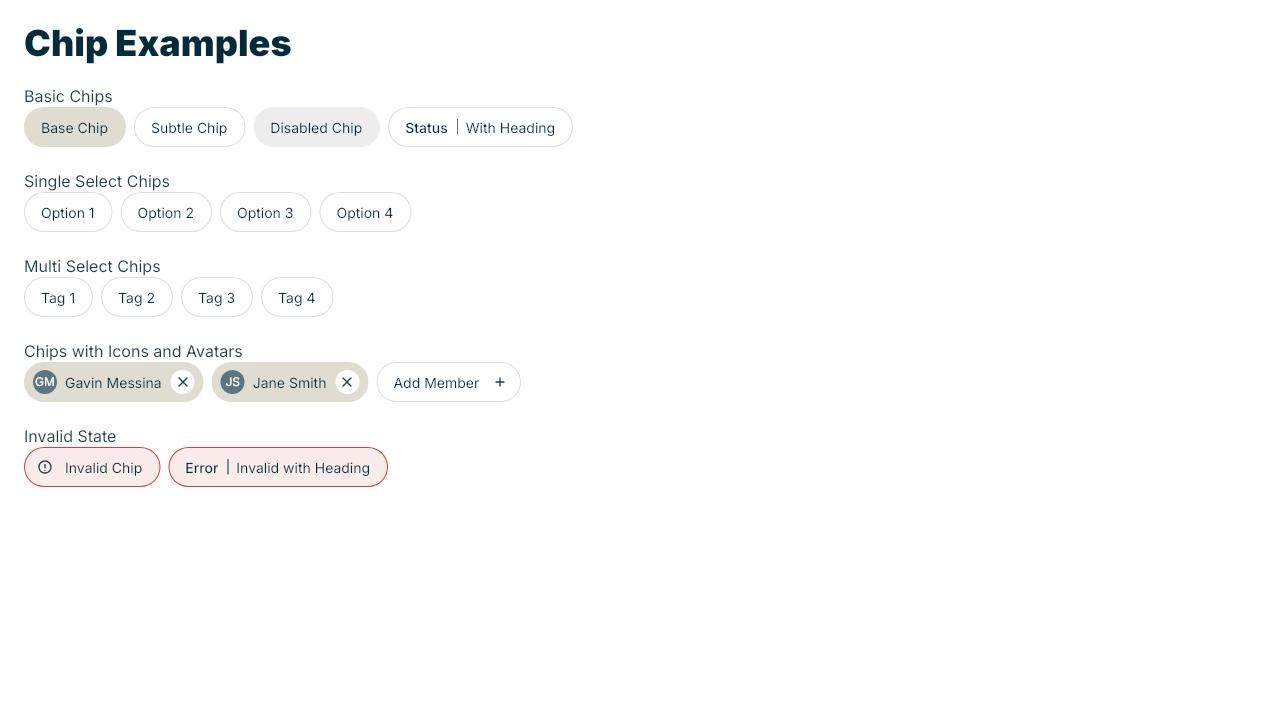 Chip Examples
Basic Chips
Base Chip Subtle Chip Disabled Chip Status With Heading
Single Select Chips
Option 1 Option 2 Option 3 Option 4
Multi Select Chips
Tag 1 Tag 2 Tag 3 Tag 4
Chips with Icons and Avatars
GM Gavin Messina JS Jane Smith Add Member +
Invalid State
Invalid Chip Error Invalid with Heading